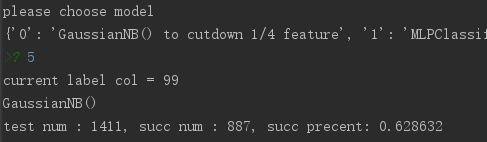 please choose model
{'0': 'GaussianNB() to cutdown 1/4 feature', '1': 'MLPClassif
>? 5
current label col = 99
GaussianNB()
test num : 1411, succ num : 887, succ precent: 0.628632